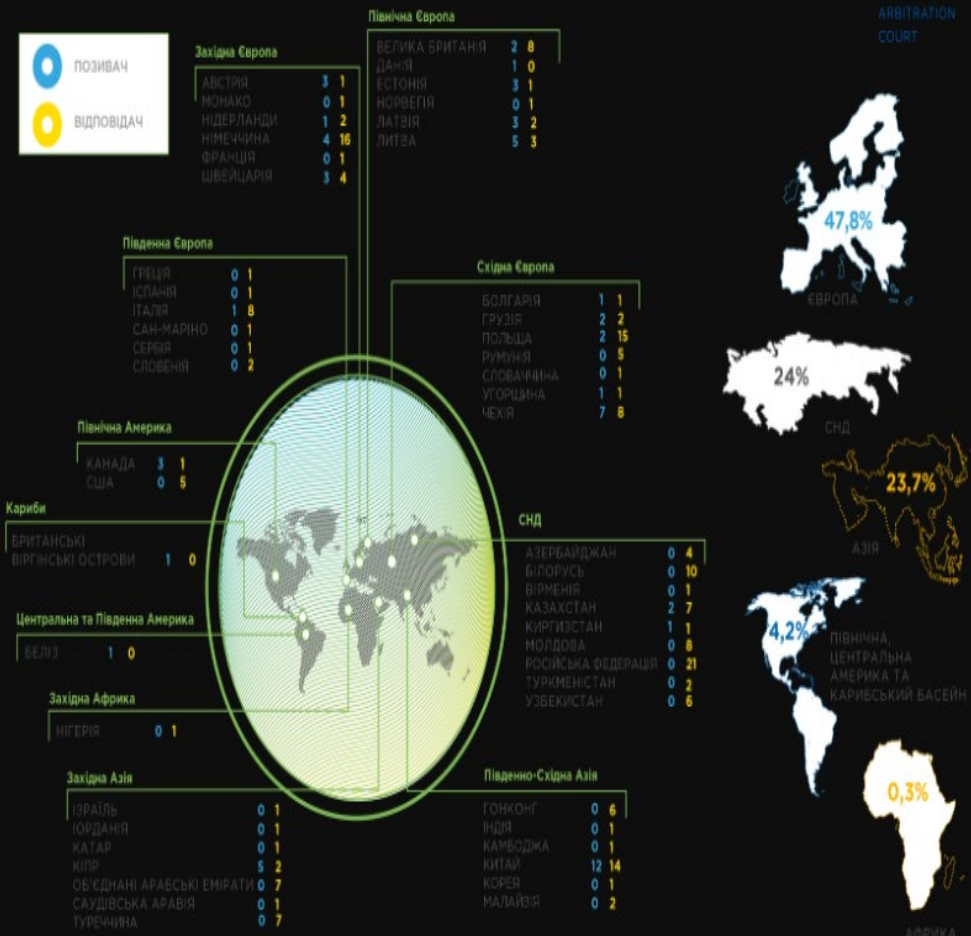 ARBITRATION
COURT
ПОЗИВАЧ
ВІДПОВІДАЧ
Західна Європа
АВСТРІЯ 3 1
МОНАКО 0 1
НІДЕРЛАНДИ 1 2
НІМЕЧЧИНА 4 16
ФРАНЦІЯ 0 1
ШВЕЙЦАРІЯ 3 4
Північна Європа
ВЕЛИКА БРИТАНІЯ 2 8
ДАНІЯ 1 0
ЕСТОНІЯ 3 1
НОРВЕГІЯ 0 1
ЛАТВІЯ 3 2
ЛИТВА 5 3
Південна Європа
ГРЕЦІЯ 0 1
ІСПАНІЯ 0 1
ІТАЛІЯ 1 8
САН-МАРІНО 0 1
СЕРБІЯ 0 1
СЛОВЕНІЯ 0 2
Східна Європа
БОЛГАРІЯ 1 1
ГРУЗІЯ 2 2
ПОЛЬЩА 2 15
РУМУНІЯ 0 5
СЛОВАЧЧИНА 0 1
УГОРЩИНА 1 1
ЧЕХІЯ 7 8
Північна Америка
КАНАДА 3 1
США 0 5
Кариби
БРИТАНСЬКІ
ВІРГІНСЬКІ ОСТРОВИ 1 0
Центральна та Південна Америка
БЕЛІЗ 1 0
Західна Африка
НІГЕРІЯ 0 1
Західна Азія
ІЗРАЇЛЬ 0 1
ІОРДАНІЯ 0 1
КАТАР 0 1
КІПР 5 2
ОБ'ЄДНАНІ АРАБСЬКІ ЕМІРАТИ 0 7
САУДІВСЬКА АРАВІЯ 0 1
ТУРЕЧЧИНА 0 7
СНД
АЗЕРБАЙДЖАН 0 4
БІЛОРУСЬ 0 10
ВІРМЕНІЯ 0 1
КАЗАХСТАН 2 7
КИРГИЗСТАН 1 1
МОЛДОВА 0 8
РОСІЙСЬКА ФЕДЕРАЦІЯ 0 21
ТУРКМЕНІСТАН 0 2
УЗБЕКИСТАН 0 6
Південно-Східна Азія
ГОНКОНГ 0 6
ІНДІЯ 0 1
КАМБОДЖА 0 1
КИТАЙ 12 14
КОРЕЯ 0 1
МАЛАЙЗІЯ 0 2
47,8%
ЄВРОПА
24%
СНД
23,7%
АЗІЯ
4,2%
ПІВНІЧНА,
ЦЕНТРАЛЬНА
АМЕРИКА ТА
КАРИБСЬКИЙ БАСЕЙН
0,3%
АФРИКА